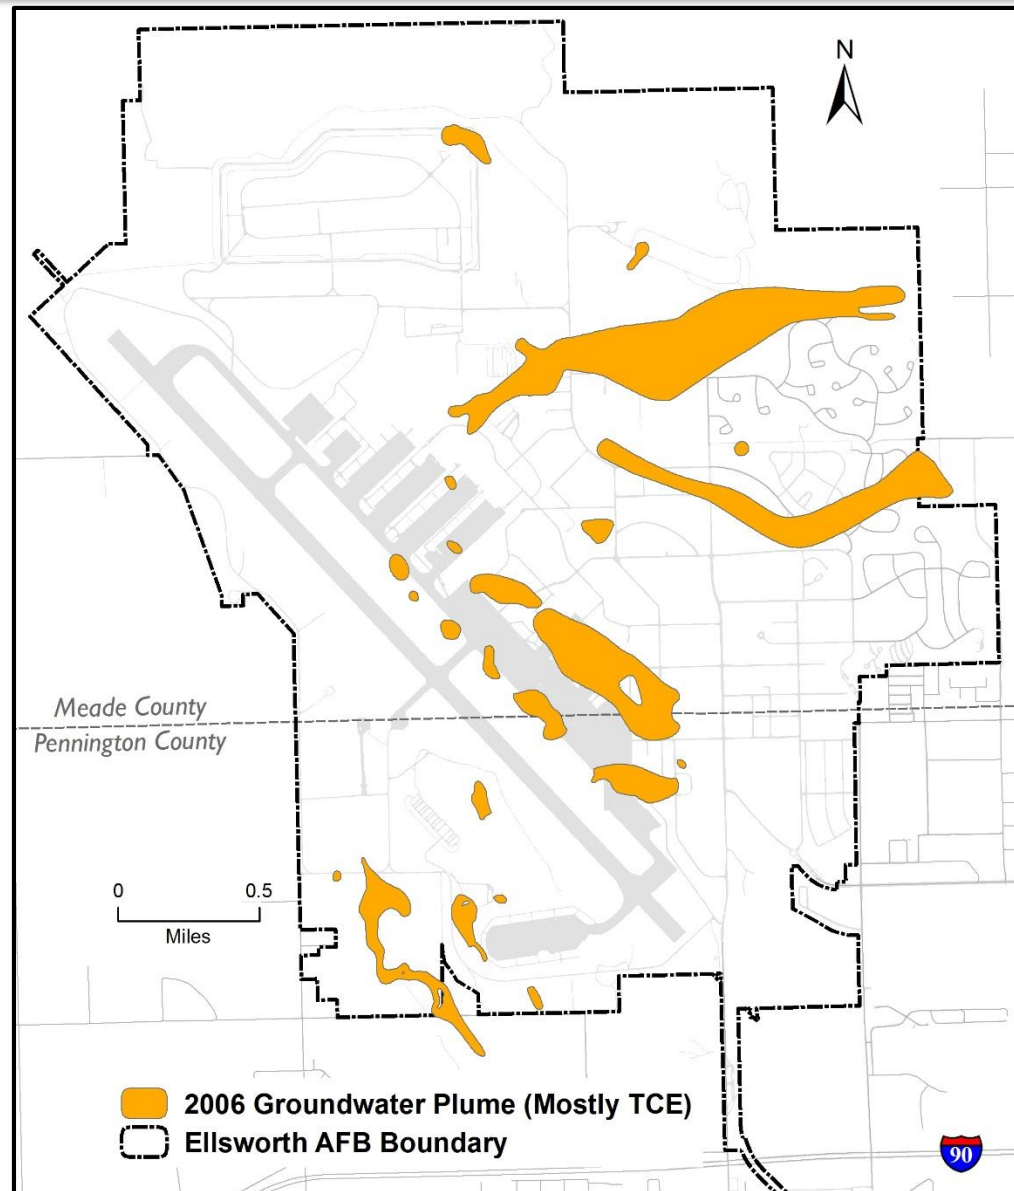 N
Meade County
Pennington County
0 0.5
Miles
2006 Groundwater Plume (Mostly TCE)
Ellsworth AFB Boundary
90